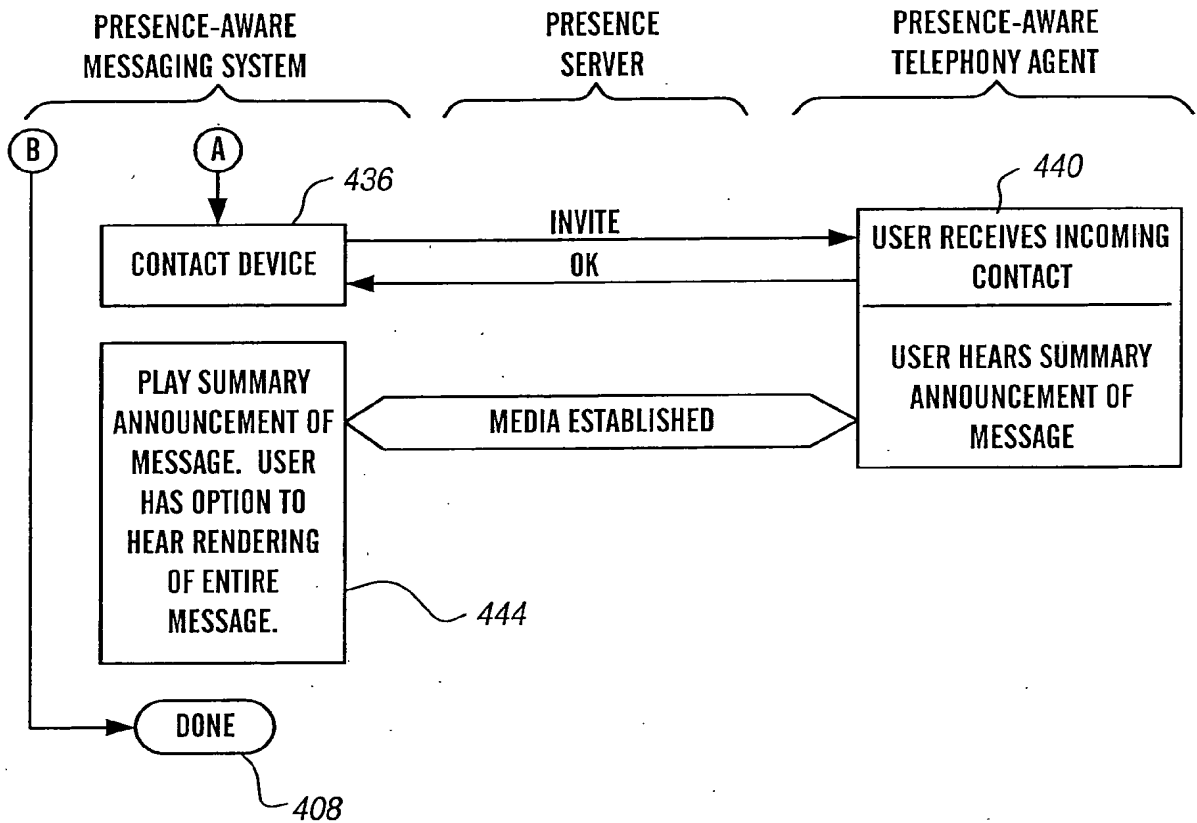 PRESENCE-AWARE
MESSAGING SYSTEM
PRESENCE
SERVER
PRESENCE-AWARE
TELEPHONY AGENT
B
A
436
440
CONTACT DEVICE
INVITE
OK
USER RECEIVES INCOMING
CONTACT
PLAY SUMMARY
ANNOUNCEMENT OF
MESSAGE. USER
HAS OPTION TO
HEAR RENDERING
OF ENTIRE
MESSAGE.
MEDIA ESTABLISHED
USER HEARS SUMMARY
ANNOUNCEMENT OF
MESSAGE
444
DONE
408